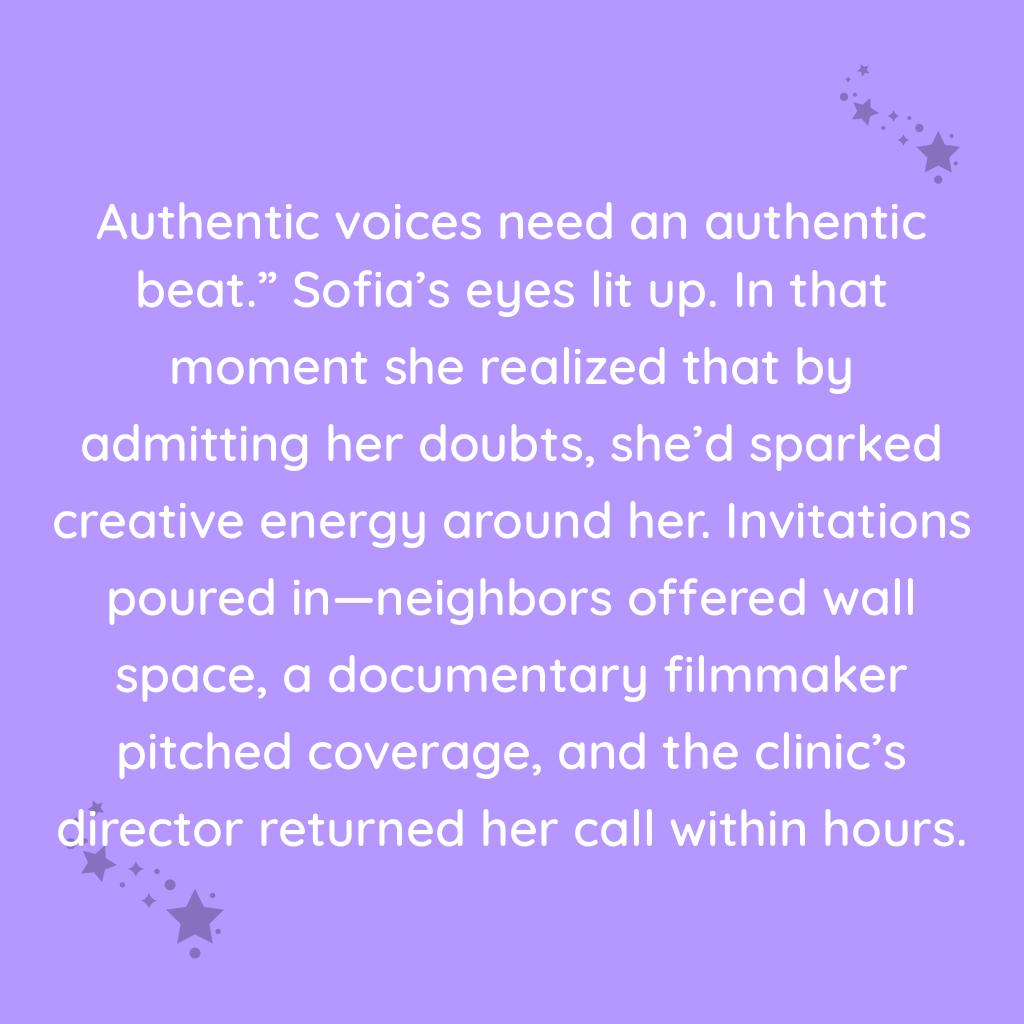 Authentic voices need an authentic
beat.” Sofia’s eyes lit up. In that
moment she realized that by
admitting her doubts, she’d sparked
creative energy around her. Invitations
poured in—neighbors offered wall
space, a documentary filmmaker
pitched coverage, and the clinic’s
director returned her call within hours.